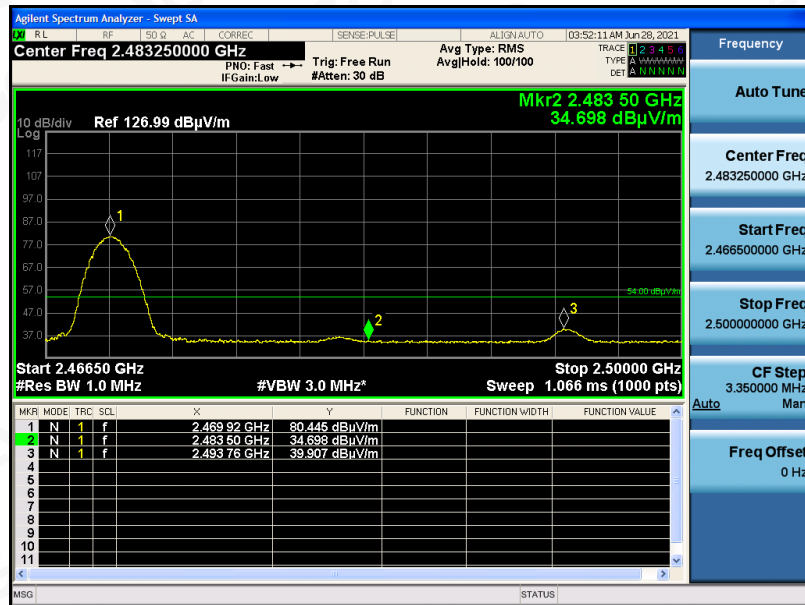 Agilent Spectrum Analyzer - Swept SA
LXI RL RF 50 Ω AC CORREC SENSE:PULSE ALIGN AUTO 03:52:11 AM Jun 28, 2021
Center Freq 2.483250000 GHz
PNO: Fast
IFGain:Low
Trig: Free Run
#Atten: 30 dB
Avg Type: RMS
Avg|Hold: 100/100
TRACE 1 2 3 4 5 6
TYPE A WWWWW
DET A N N N N N
Mkr2 2.483 50 GHz
34.698 dBµV/m
10 dB/div Ref 126.99 dBµV/m
Log
117
107
97.0
87.0
77.0
67.0
57.0
47.0
37.0
1
2
3
54.00 dBµV/m
Start 2.46650 GHz Stop 2.50000 GHz
#Res BW 1.0 MHz #VBW 3.0 MHz* Sweep 1.066 ms (1000 pts)
MKR MODE TRC SCL X Y FUNCTION FUNCTION WIDTH FUNCTION VALUE
1 N 1 f 2.469 92 GHz 80.445 dBµV/m
2 N 1 f 2.483 50 GHz 34.698 dBµV/m
3 N 1 f 2.493 76 GHz 39.907 dBµV/m
4
5
6
7
8
9
10
11
MSG STATUS
Frequency
Auto Tune
Center Freq
2.483250000 GHz
Start Freq
2.466500000 GHz
Stop Freq
2.500000000 GHz
CF Step
3.350000 MHz
Auto Man
Freq Offset
0 Hz